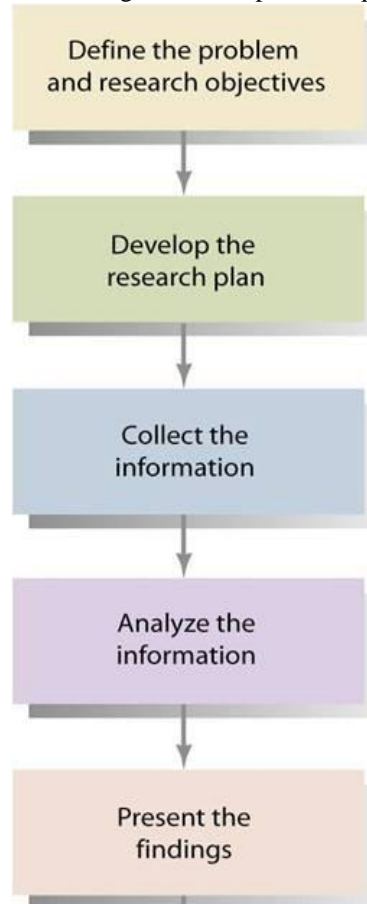 Define the problem
and research objectives
Develop the
research plan
Collect the
information
Analyze the
information
Present the
findings